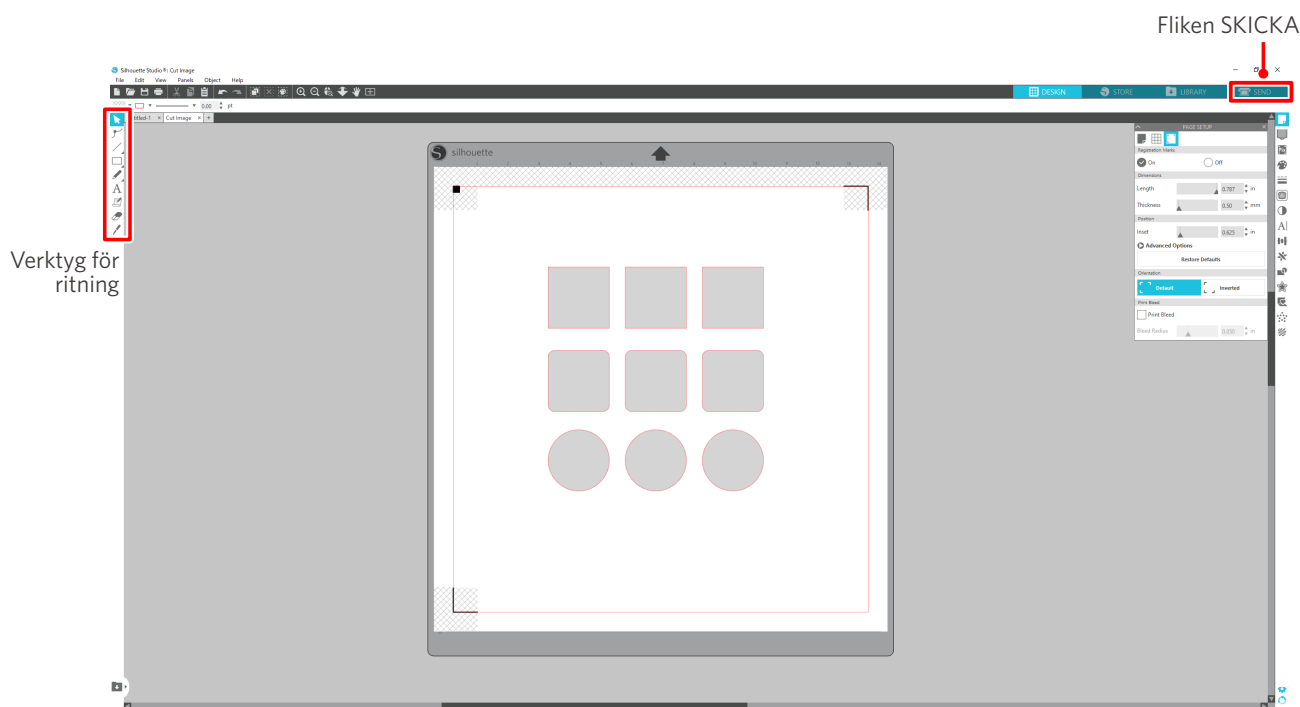 Fliken SKICKA
Silhouette Studio®: Cut Image
File Edit View Panels Object Help
DESIGN STORE LIBRARY SEND
0.00 pt
Cut Image
silhouette
PAGE SETUP
Registration Marks
On Off
Dimensions
Length 0.787 in
Thickness 0.50 mm
Position
Inset 0.625 in
Advanced Options
Restore Defaults
Orientation
Default Inverted
Print Bleed
Print Bleed
Bleed Radius 0.050 in
Verktyg för
ritning